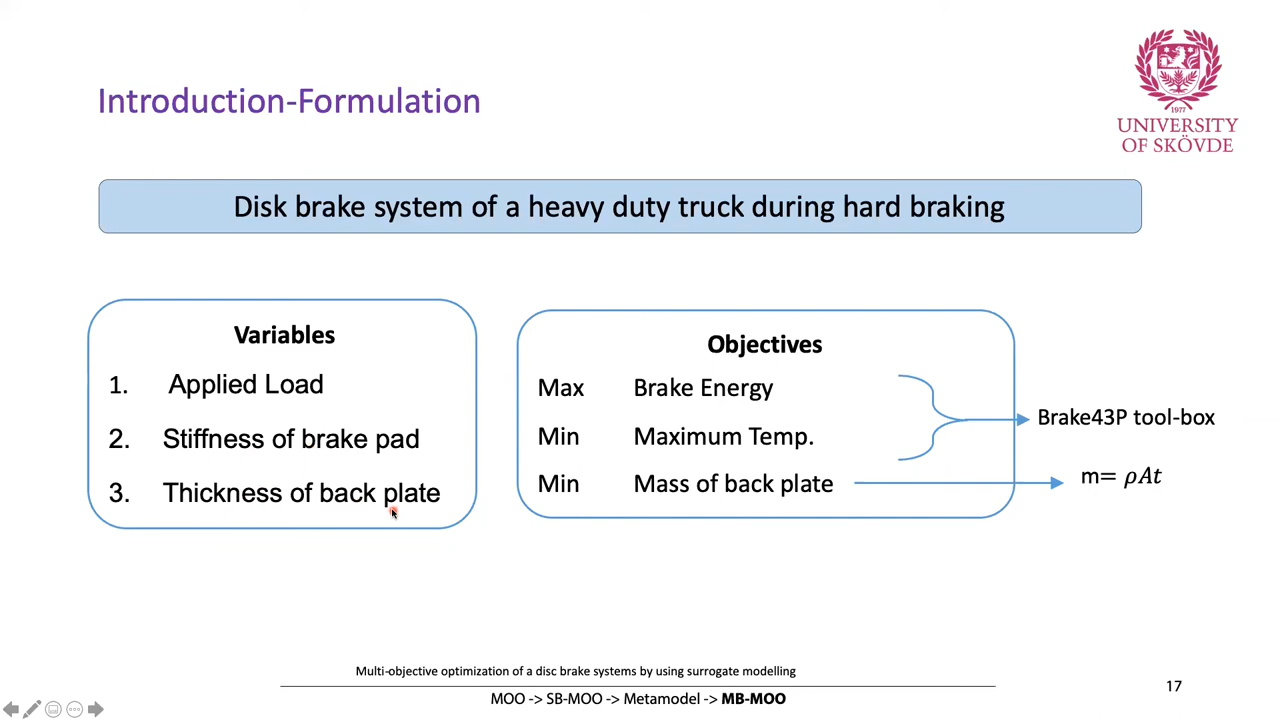 Introduction-Formulation
1977
UNIVERSITY
OF SKÖVDE
Disk brake system of a heavy duty truck during hard braking
Variables
1. Applied Load
2. Stiffness of brake pad
3. Thickness of back plate
Objectives
Max Brake Energy
Min Maximum Temp.
Min Mass of back plate
Brake43P tool-box
m= 𝜌𝐴𝑡
Multi-objective optimization of a disc brake systems by using surrogate modelling
MOO -> SB-MOO -> Metamodel -> MB-MOO
17